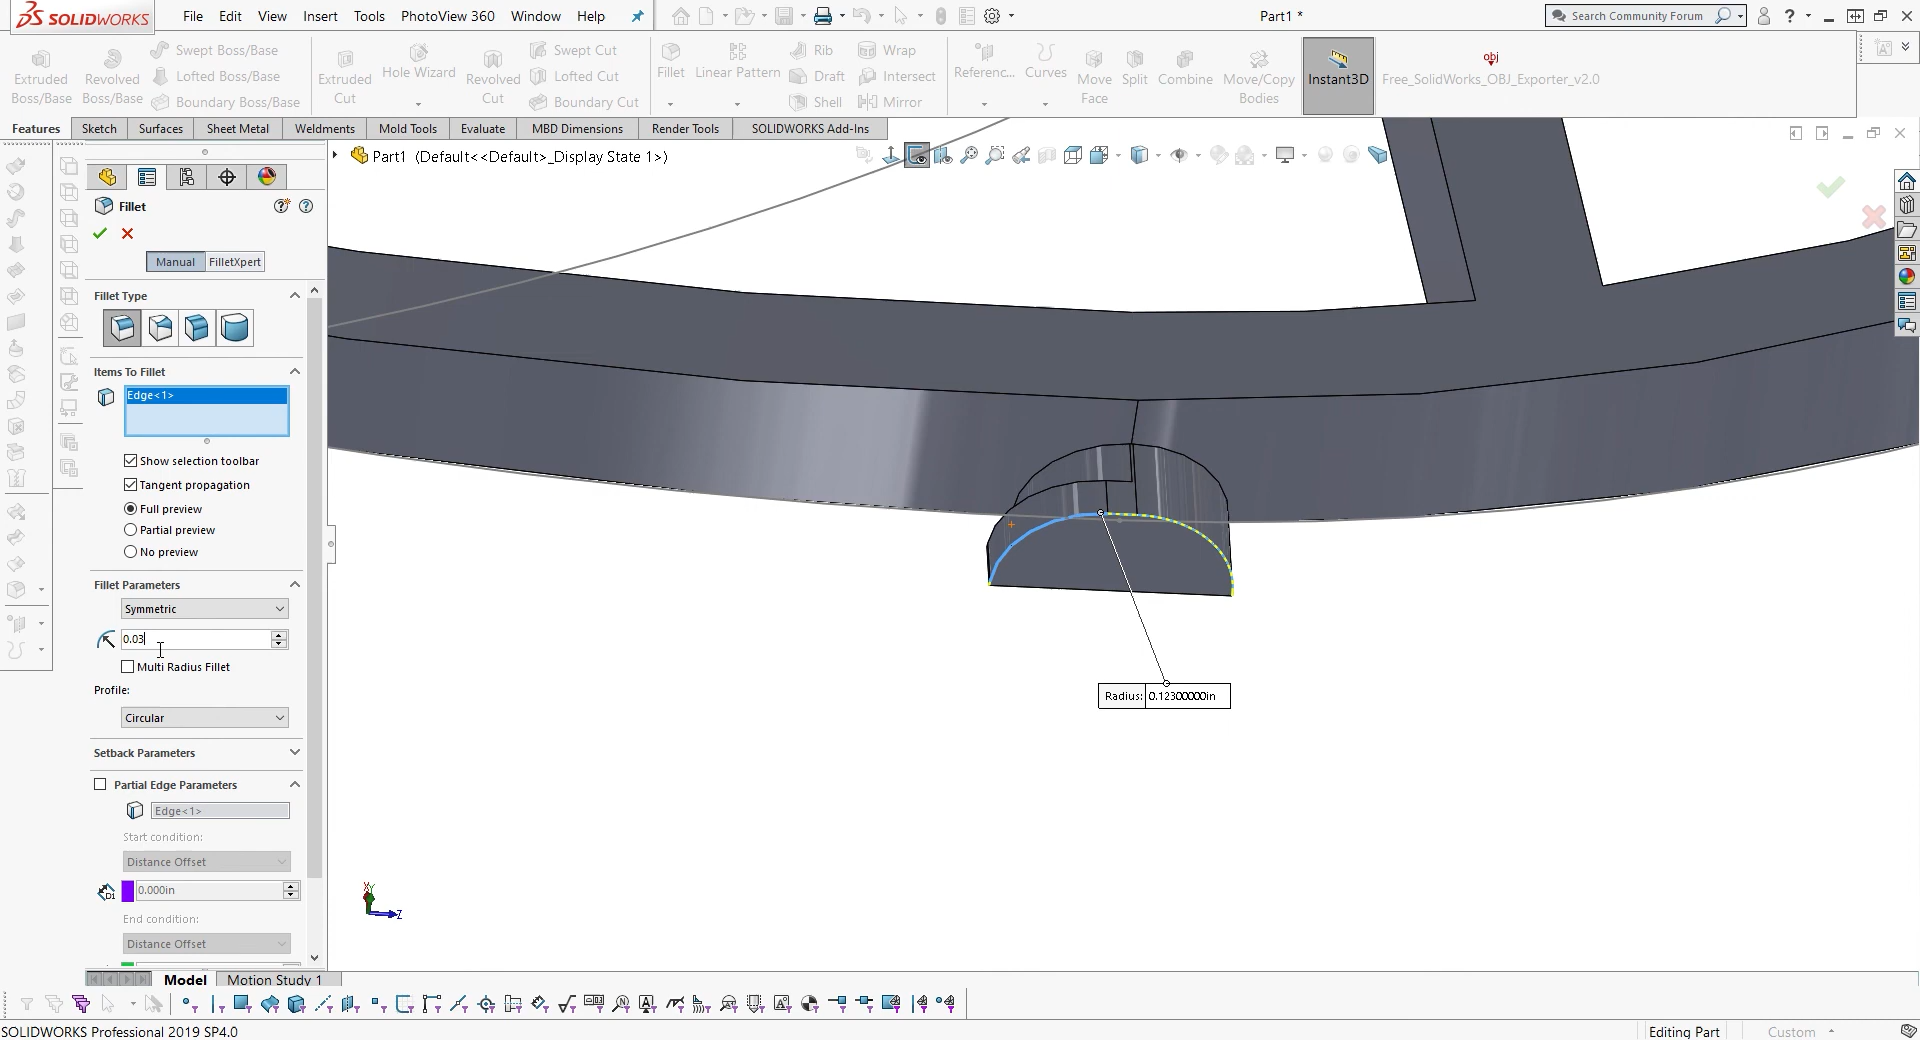 SOLIDWORKS File Edit View Insert Tools PhotoView 360 Window Help Part1 * Search Community Forum
Extruded Boss/Base
Revolved Boss/Base
Swept Boss/Base
Lofted Boss/Base
Boundary Boss/Base
Extruded Cut
Hole Wizard
Revolved Cut
Swept Cut
Lofted Cut
Boundary Cut
Fillet
Linear Pattern
Rib
Draft
Shell
Wrap
Intersect
Mirror
Referenc...
Curves
Move Face
Split
Combine
Move/Copy Bodies
Instant3D
obj
Free_SolidWorks_OBJ_Exporter_v2.0
Features Sketch Surfaces Sheet Metal Weldments Mold Tools Evaluate MBD Dimensions Render Tools SOLIDWORKS Add-Ins
Part1 (Default<<Default>_Display State 1>)
Fillet
Manual FilletXpert
Fillet Type
Items To Fillet
Edge<1>
Show selection toolbar
Tangent propagation
Full preview
Partial preview
No preview
Fillet Parameters
Symmetric
0.03
Multi Radius Fillet
Profile:
Circular
Setback Parameters
Partial Edge Parameters
Edge<1>
Start condition:
Distance Offset
0.000in
End condition:
Distance Offset
Radius: 0.12300000in
Z
Model Motion Study 1
SOLIDWORKS Professional 2019 SP4.0 Editing Part Custom